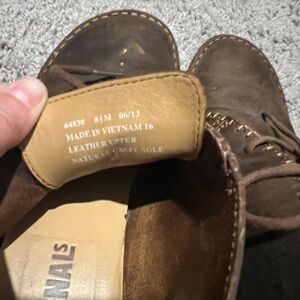 64830 8½M 06/13
MADE IN VIETNAM 16
LEATHER UPPER
NATURAL CREPE SOLE
NALS